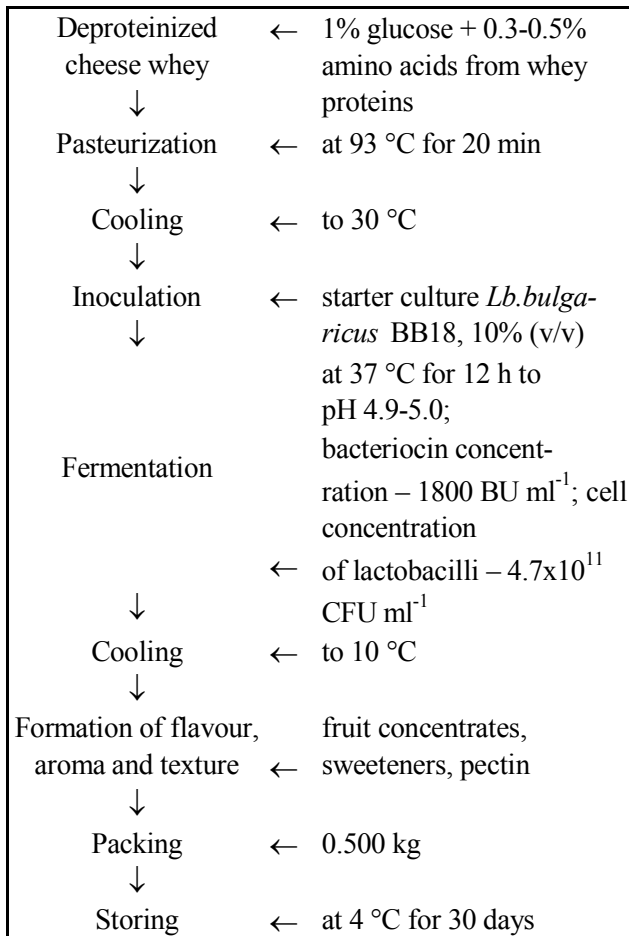 Deproteinized ← 1% glucose + 0.3-0.5%
cheese whey amino acids from whey
↓ proteins
Pasteurization ← at 93 °C for 20 min
↓
Cooling ← to 30 °C
↓
Inoculation ← starter culture Lb.bulga-
↓ ricus BB18, 10% (v/v)
at 37 °C for 12 h to
pH 4.9-5.0;
bacteriocin concent-
Fermentation ration – 1800 BU ml⁻¹; cell
concentration
← of lactobacilli – 4.7x10¹¹
↓ CFU ml⁻¹
Cooling ← to 10 °C
↓
Formation of flavour, fruit concentrates,
aroma and texture ← sweeteners, pectin
↓
Packing ← 0.500 kg
↓
Storing ← at 4 °C for 30 days